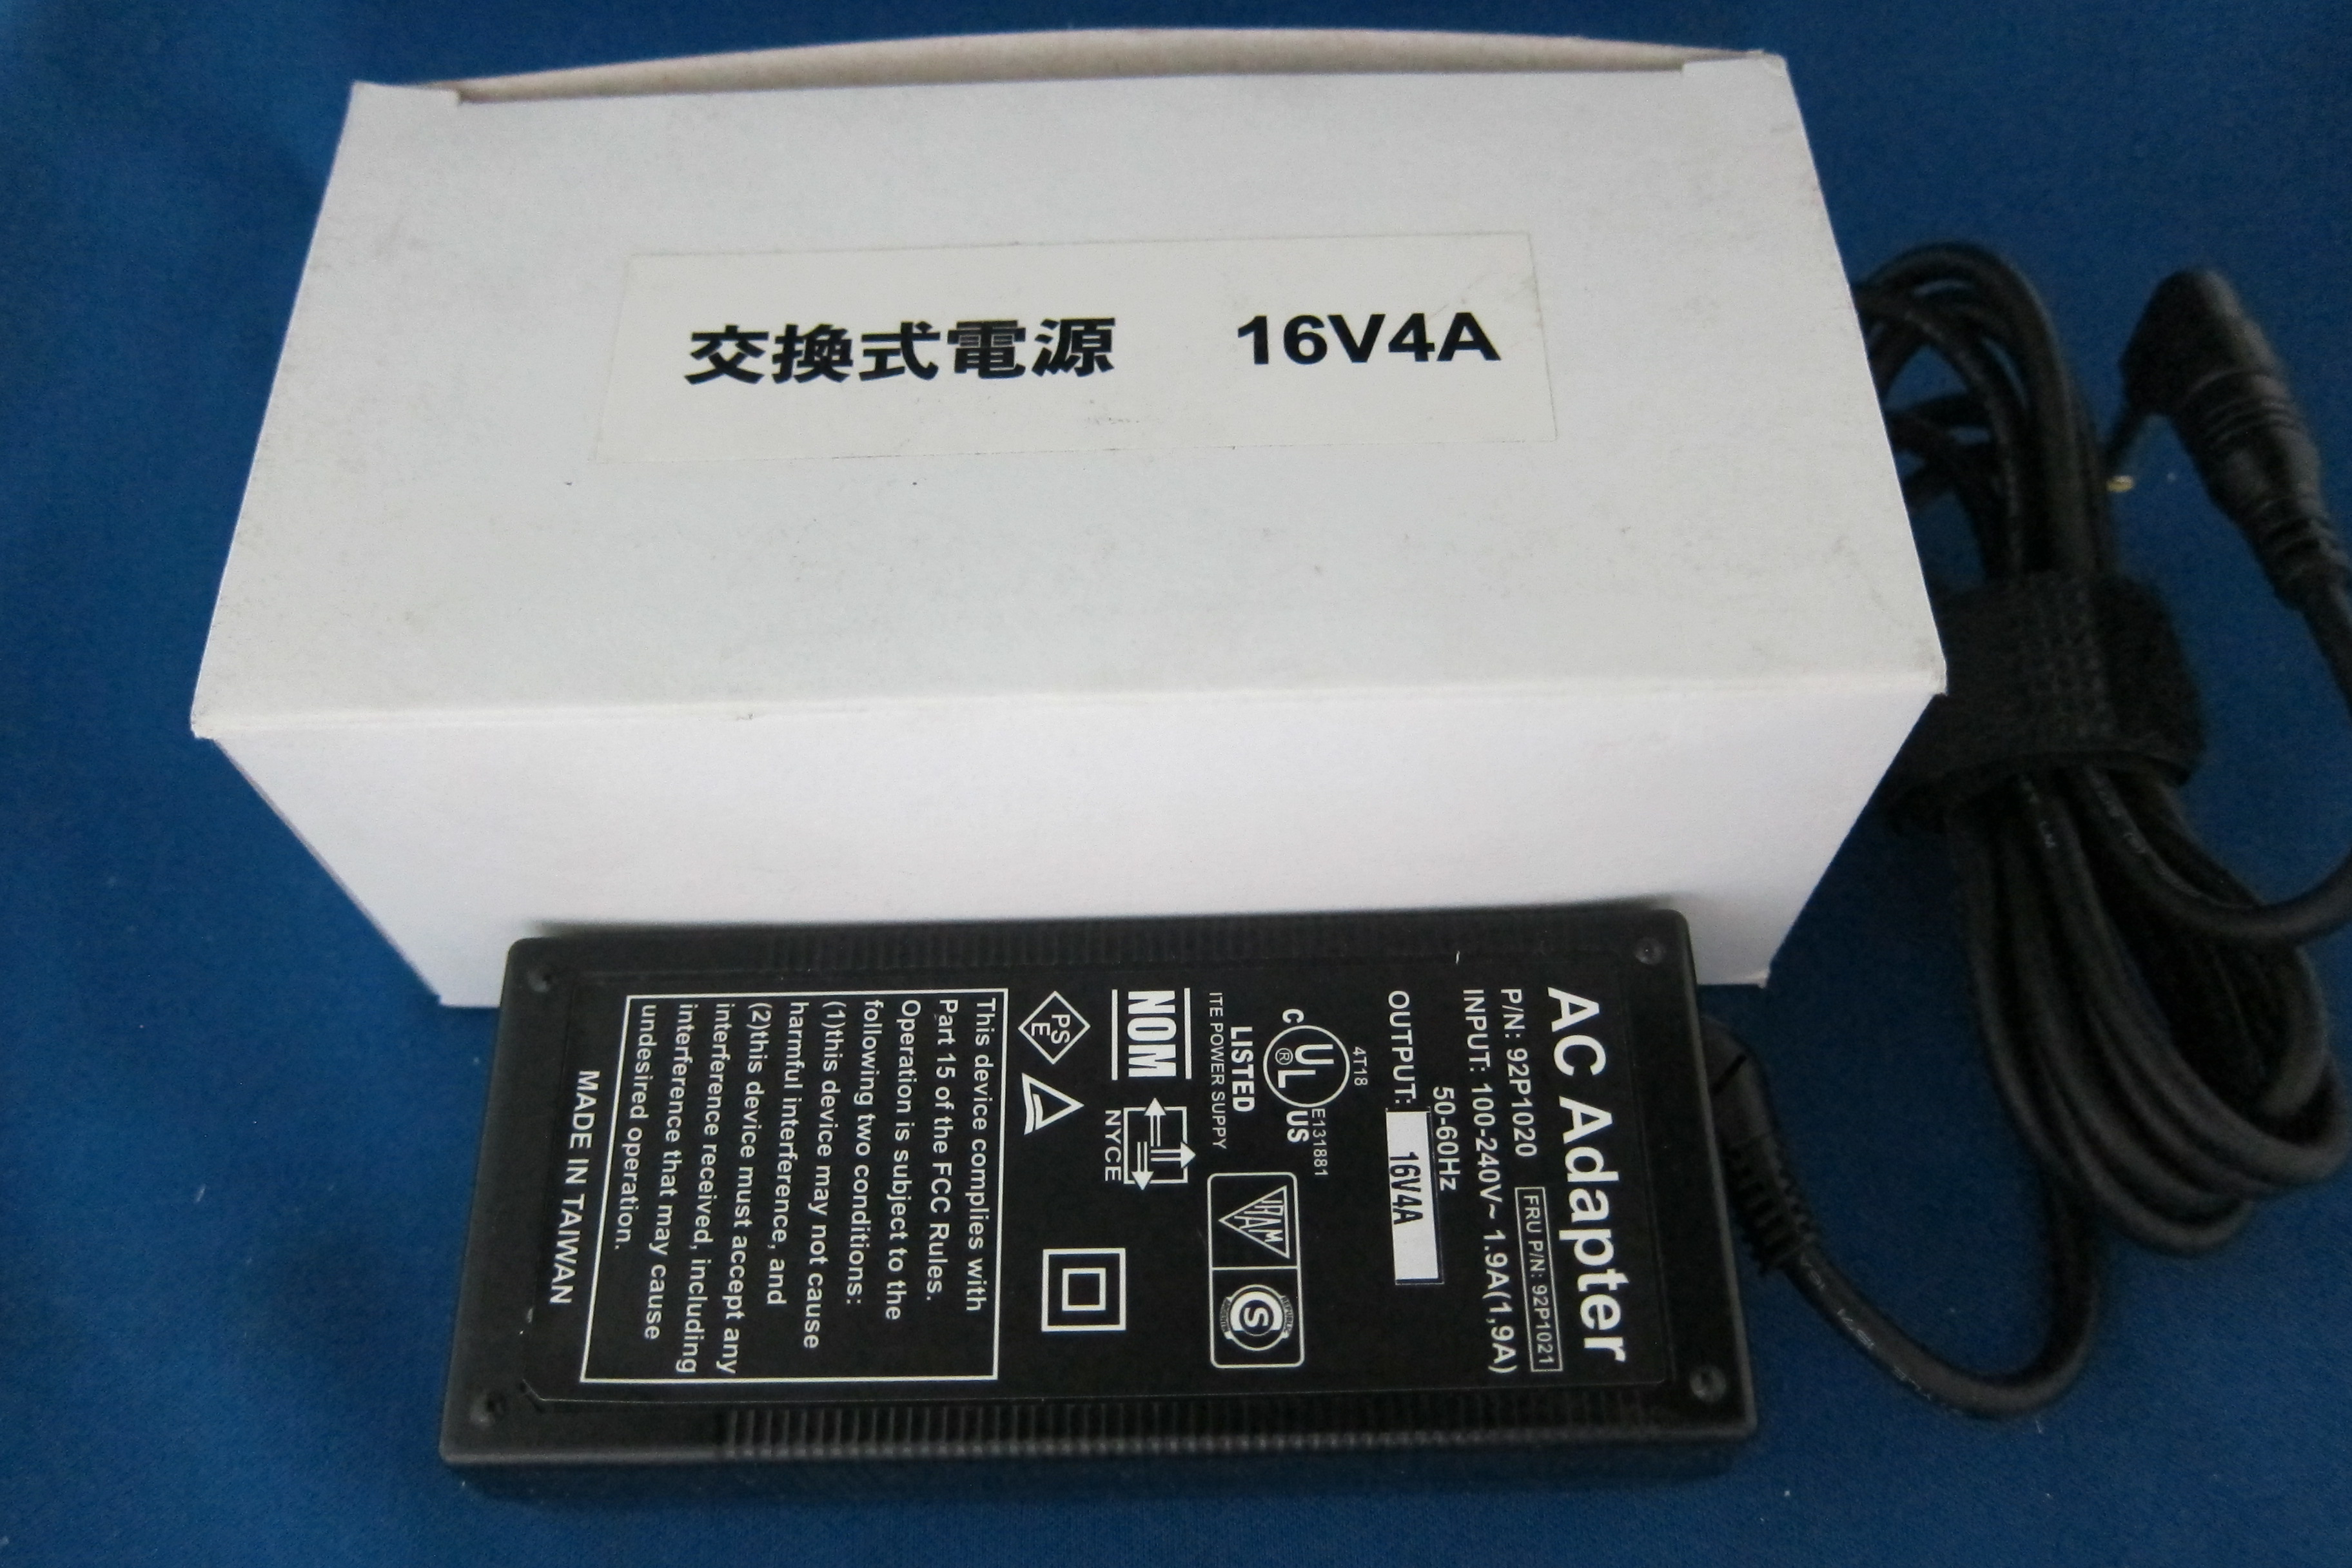 交換式電源 16V4A
AC Adapter
P/N: 92P1020 FRU P/N: 92P1021
INPUT: 100-240V~ 1.9A(1,9A)
50-60Hz
OUTPUT: 16V4A
4T18
C UL ® US E131881
LISTED
ITE POWER SUPPY
IRAM S
NOM NYCE
PS
E
This device complies with
Part 15 of the FCC Rules.
Operation is subject to the
following two conditions:
(1)this device may not cause
harmful interference, and
(2)this device must accept any
interference received, including
interference that may cause
undesired operation.
MADE IN TAIWAN